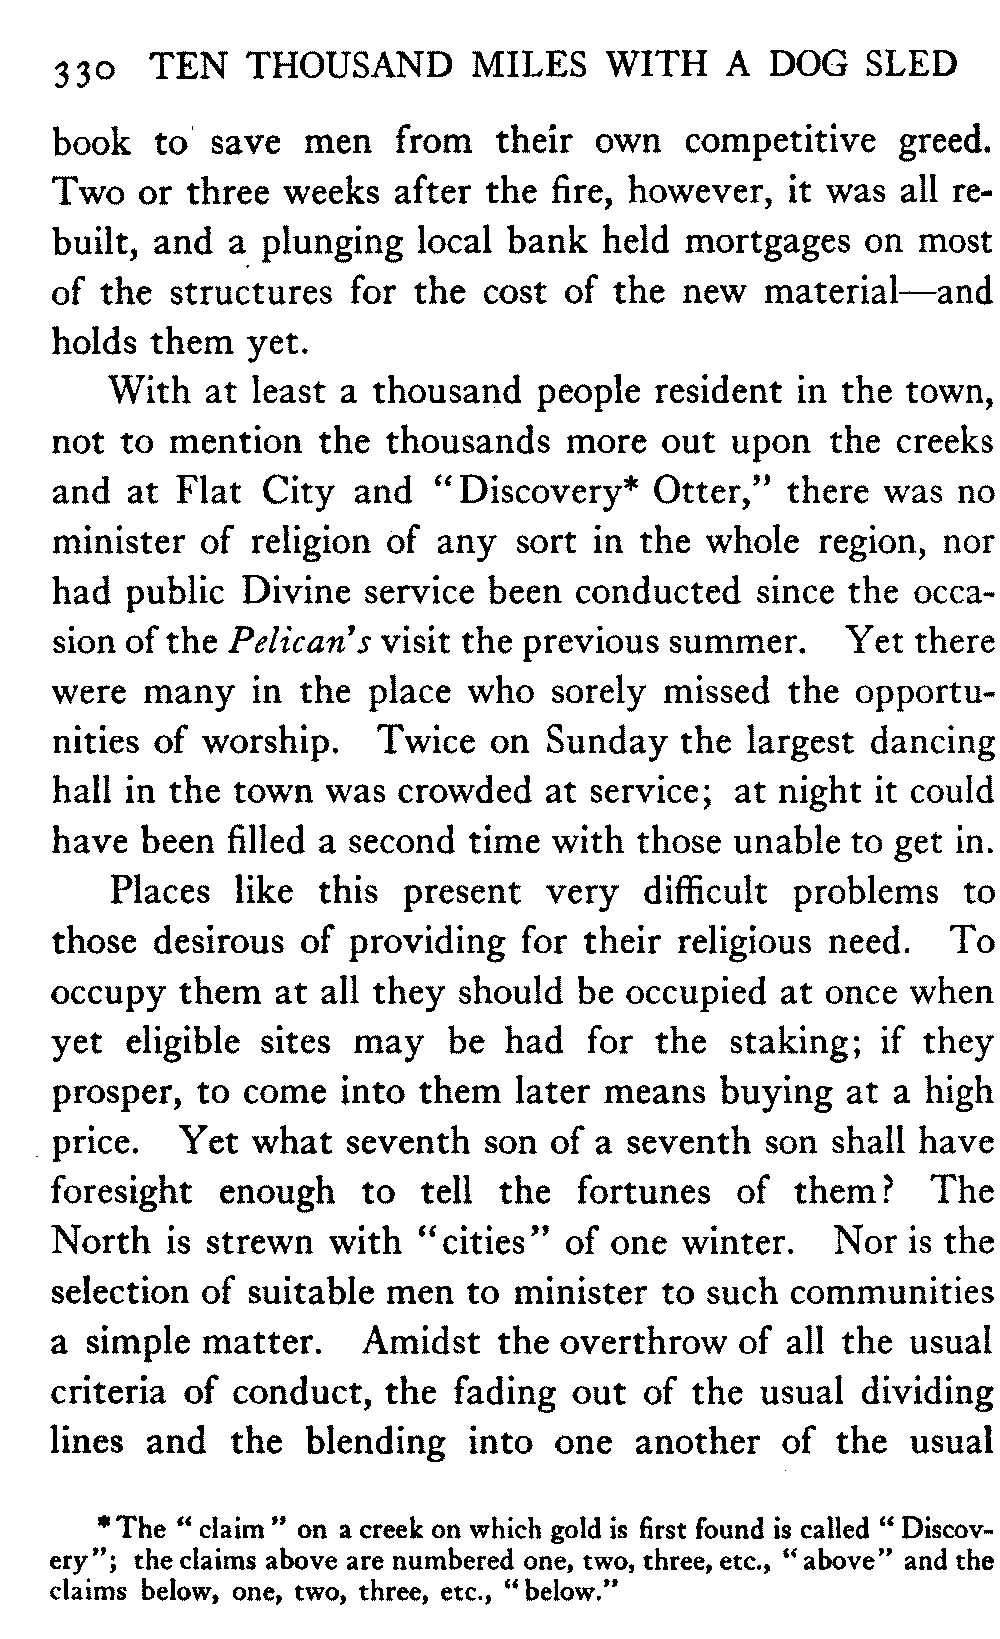 330 TEN THOUSAND MILES WITH A DOG SLED
book to save men from their own competitive greed.
Two or three weeks after the fire, however, it was all re-
built, and a plunging local bank held mortgages on most
of the structures for the cost of the new material—and
holds them yet.
With at least a thousand people resident in the town,
not to mention the thousands more out upon the creeks
and at Flat City and "Discovery* Otter," there was no
minister of religion of any sort in the whole region, nor
had public Divine service been conducted since the occa-
sion of the Pelican's visit the previous summer. Yet there
were many in the place who sorely missed the opportu-
nities of worship. Twice on Sunday the largest dancing
hall in the town was crowded at service; at night it could
have been filled a second time with those unable to get in.
Places like this present very difficult problems to
those desirous of providing for their religious need. To
occupy them at all they should be occupied at once when
yet eligible sites may be had for the staking; if they
prosper, to come into them later means buying at a high
price. Yet what seventh son of a seventh son shall have
foresight enough to tell the fortunes of them? The
North is strewn with "cities" of one winter. Nor is the
selection of suitable men to minister to such communities
a simple matter. Amidst the overthrow of all the usual
criteria of conduct, the fading out of the usual dividing
lines and the blending into one another of the usual
*The "claim" on a creek on which gold is first found is called "Discov-
ery"; the claims above are numbered one, two, three, etc., "above" and the
claims below, one, two, three, etc., "below."